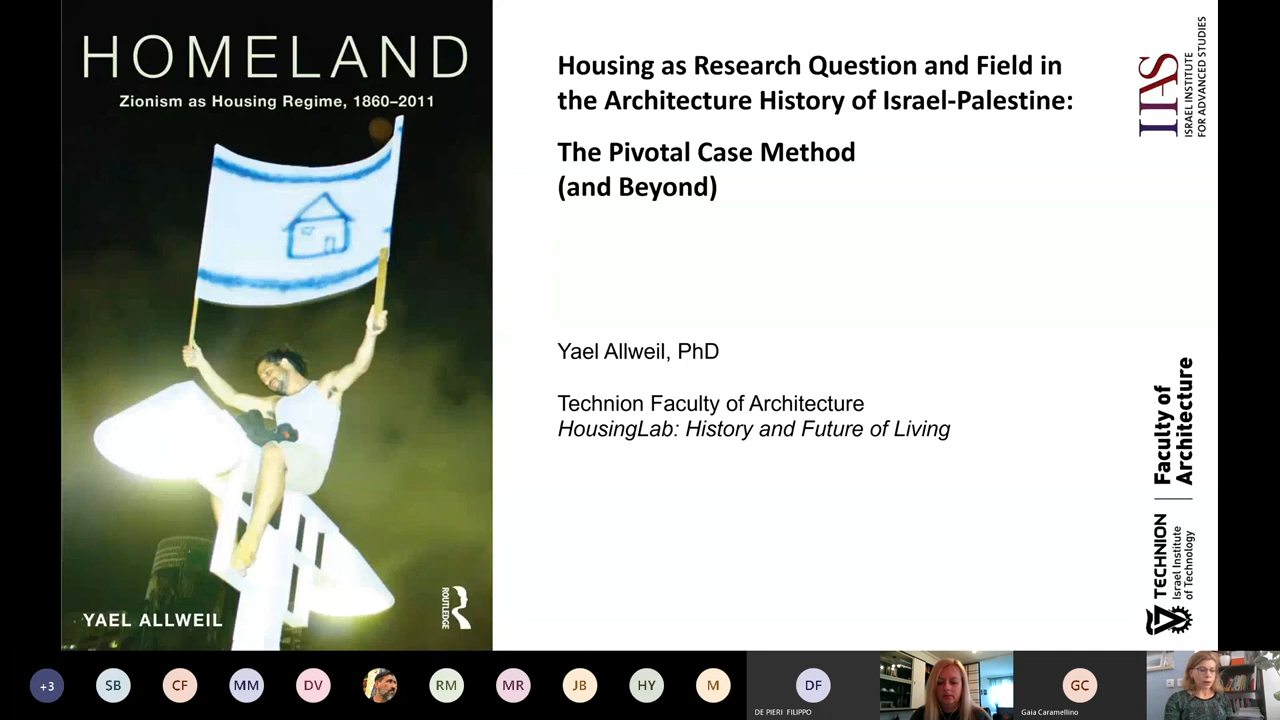 HOMELAND
Zionism as Housing Regime, 1860–2011
YAEL ALLWEIL
ROUTLEDGE
Housing as Research Question and Field in
the Architecture History of Israel-Palestine:
The Pivotal Case Method
(and Beyond)
Yael Allweil, PhD
Technion Faculty of Architecture
HousingLab: History and Future of Living
IIAS
ISRAEL INSTITUTE
FOR ADVANCED STUDIES
Faculty of
Architecture
TECHNION
Israel Institute
of Technology
+3
SB
CF
MM
DV
RM
MR
JB
HY
M
DF
DE PIERI FILIPPO
GC
Gaia Caramellino